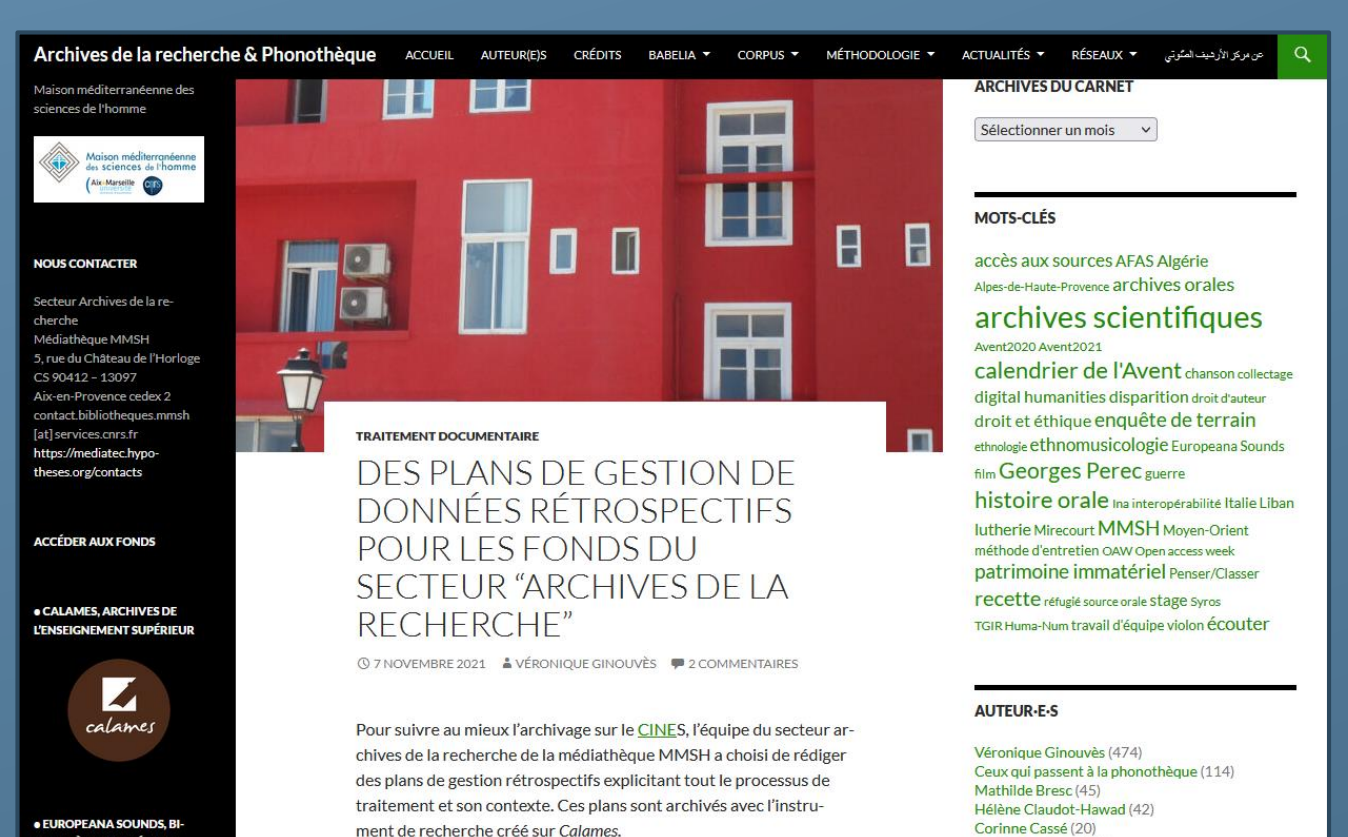 Archives de la recherche & Phonothèque
ACCUEIL AUTEUR(E)S CRÉDITS BABELIA CORPUS MÉTHODOLOGIE ACTUALITÉS RÉSEAUX عن مركز الأرشيف الصّوتي
Maison méditerranéenne des
sciences de l'homme
Maison méditerranéenne
des sciences de l'homme
Aix-Marseille
université
cnrs
NOUS CONTACTER
Secteur Archives de la re-
cherche
Médiathèque MMSH
5, rue du Château de l'Horloge
CS 90412 – 13097
Aix-en-Provence cedex 2
contact.bibliotheques.mmsh
[at] services.cnrs.fr
https://mediatec.hypo-
theses.org/contacts
ACCÉDER AUX FONDS
● CALAMES, ARCHIVES DE
L'ENSEIGNEMENT SUPÉRIEUR
calames
● EUROPEANA SOUNDS, BI-
TRAITEMENT DOCUMENTAIRE
DES PLANS DE GESTION DE
DONNÉES RÉTROSPECTIFS
POUR LES FONDS DU
SECTEUR “ARCHIVES DE LA
RECHERCHE”
7 NOVEMBRE 2021 VÉRONIQUE GINOUVÈS 2 COMMENTAIRES
Pour suivre au mieux l'archivage sur le CINES, l'équipe du secteur ar-
chives de la recherche de la médiathèque MMSH a choisi de rédiger
des plans de gestion rétrospectifs explicitant tout le processus de
traitement et son contexte. Ces plans sont archivés avec l'instru-
ment de recherche créé sur Calames.
ARCHIVES DU CARNET
Sélectionner un mois
MOTS-CLÉS
accès aux sources AFAS Algérie
Alpes-de-Haute-Provence archives orales
archives scientifiques
Avent2020 Avent2021
calendrier de l'Avent chanson collectage
digital humanities disparition droit d'auteur
droit et éthique enquête de terrain
ethnologie ethnomusicologie Europeana Sounds
film Georges Perec guerre
histoire orale Ina interopérabilité Italie Liban
lutherie Mirecourt MMSH Moyen-Orient
méthode d'entretien OAW Open access week
patrimoine immatériel Penser/Classer
recette réfugié source orale stage Syros
TGIR Huma-Num travail d'équipe violon écouter
AUTEUR·E·S
Véronique Ginouvès (474)
Ceux qui passent à la phonothèque (114)
Mathilde Bresc (45)
Hélène Claudot-Hawad (42)
Corinne Cassé (20)